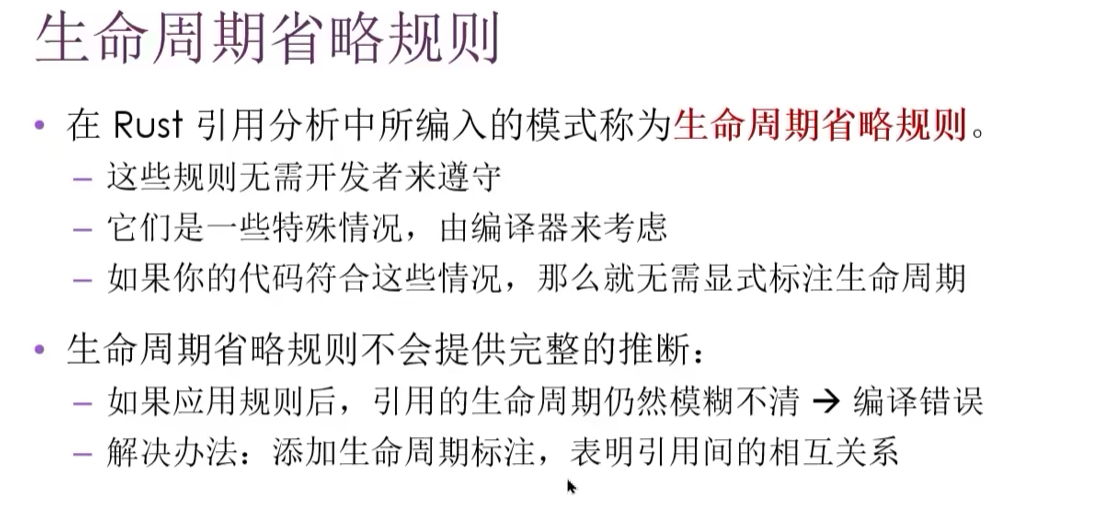 生命周期省略规则
• 在 Rust 引用分析中所编入的模式称为生命周期省略规则。
– 这些规则无需开发者来遵守
– 它们是一些特殊情况，由编译器来考虑
– 如果你的代码符合这些情况，那么就无需显式标注生命周期
• 生命周期省略规则不会提供完整的推断：
– 如果应用规则后，引用的生命周期仍然模糊不清 → 编译错误
– 解决办法：添加生命周期标注，表明引用间的相互关系